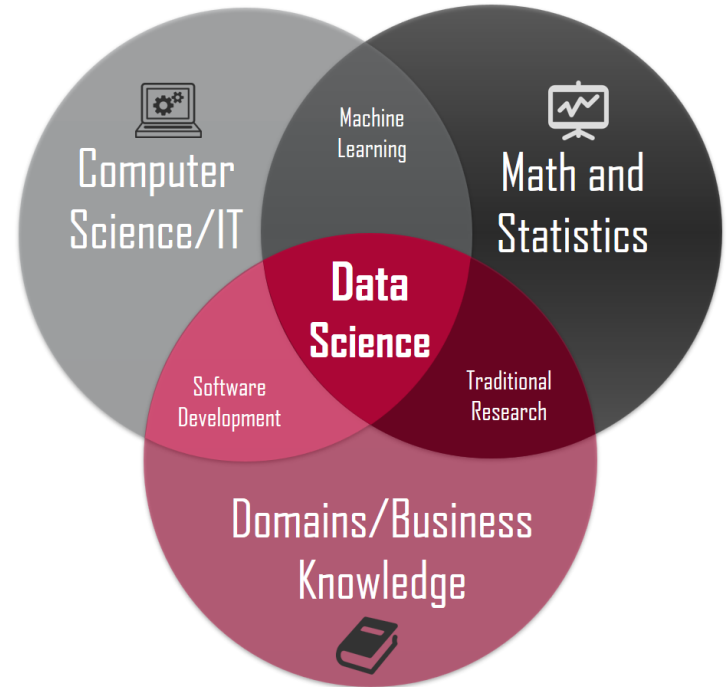 Computer
Science/IT
Machine
Learning
Math and
Statistics
Data
Science
Software
Development
Traditional
Research
Domains/Business
Knowledge